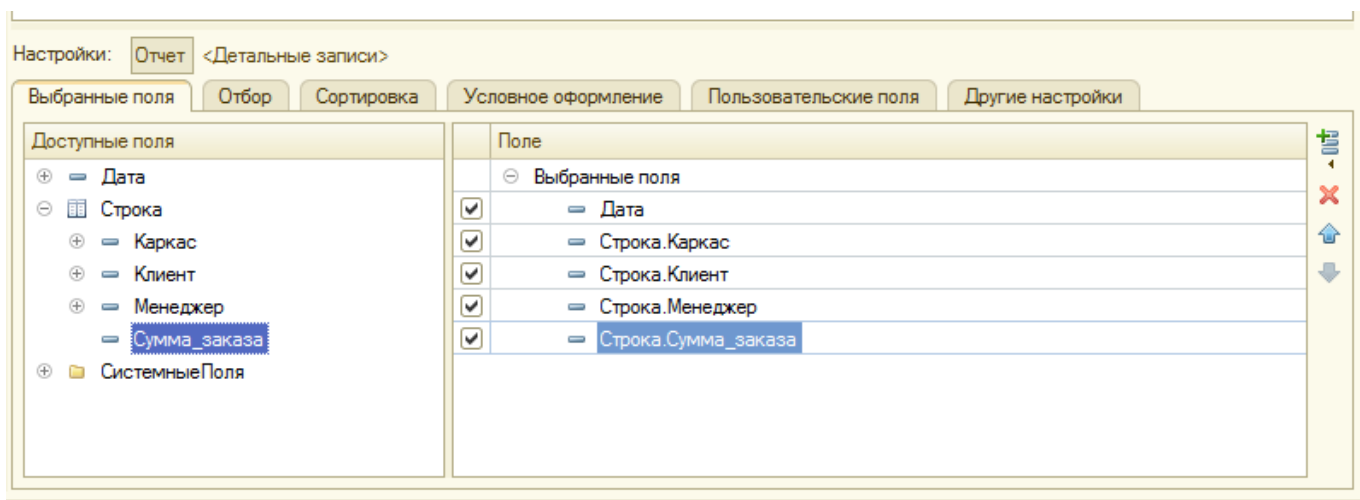 Настройки: Отчет <Детальные записи>
Выбранные поля Отбор Сортировка Условное оформление Пользовательские поля Другие настройки
Доступные поля
Дата
Строка
Каркас
Клиент
Менеджер
Сумма_заказа
СистемныеПоля
Поле
Выбранные поля
Дата
Строка.Каркас
Строка.Клиент
Строка.Менеджер
Строка.Сумма_заказа